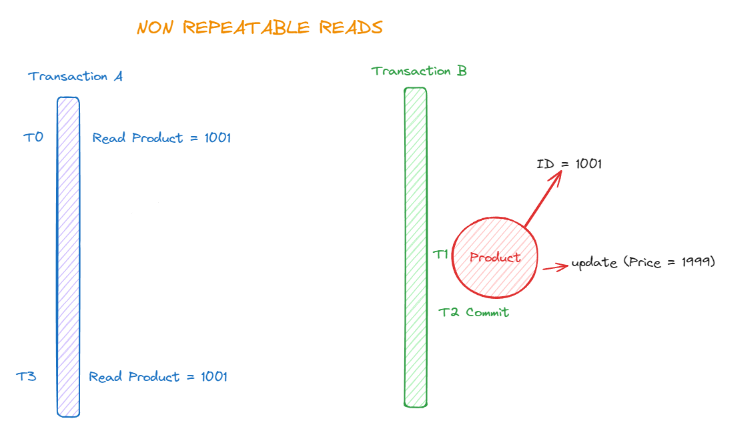 NON REPEATABLE READS
Transaction A
Transaction B
T0
Read Product = 1001
ID = 1001
T1
Product
update (Price = 1999)
T2 Commit
T3
Read Product = 1001